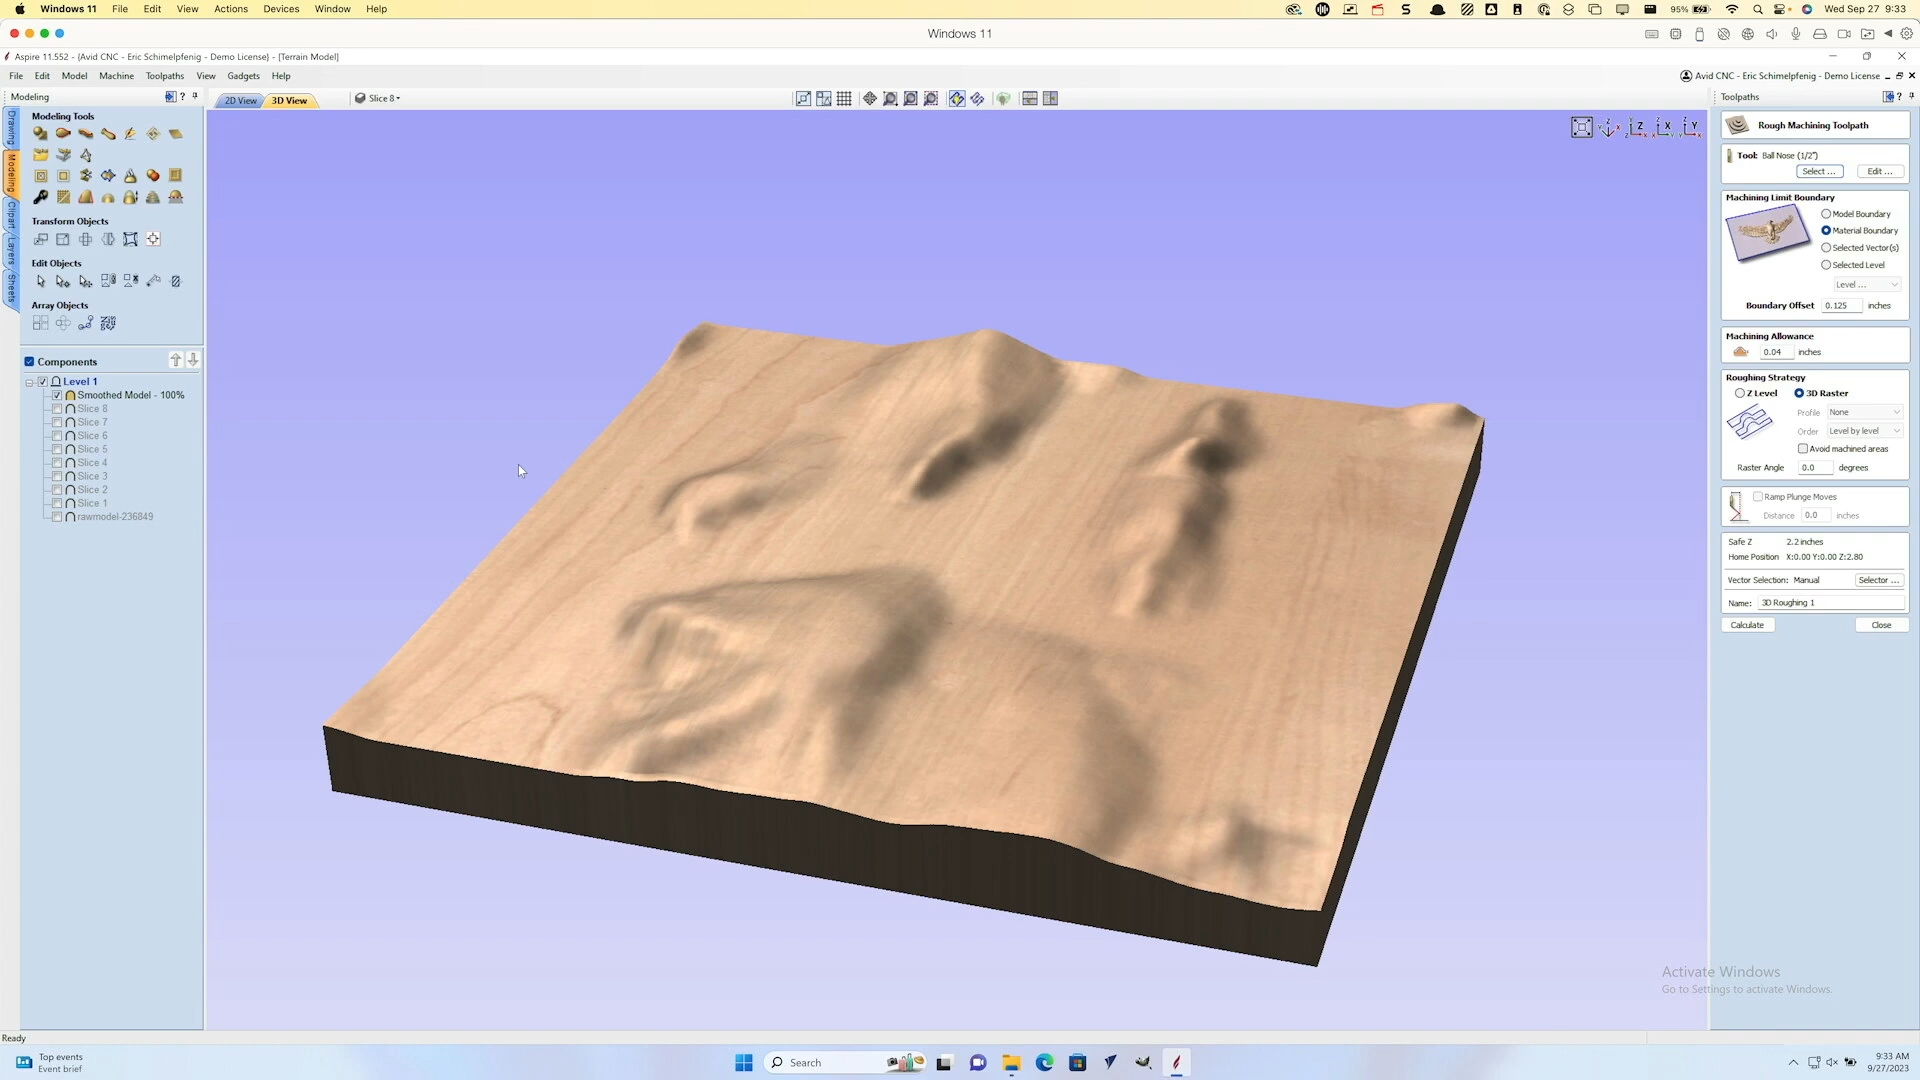 Windows 11 File Edit View Actions Devices Window Help 95% Wed Sep 27 9:33
Windows 11
Aspire 11.552 - {Avid CNC - Eric Schimelpfenig - Demo License} - [Terrain Model]
File Edit Model Machine Toolpaths View Gadgets Help
Avid CNC - Eric Schimelpfenig - Demo License
Modeling
2D View
3D View
Slice 8
Z
X
Y
Drawing
Modeling
Clipart
Layers
Sheets
Modeling Tools
Transform Objects
Edit Objects
Array Objects
Components
Level 1
Smoothed Model - 100%
Slice 8
Slice 7
Slice 6
Slice 5
Slice 4
Slice 3
Slice 2
Slice 1
rawmodel-236849
Toolpaths
Rough Machining Toolpath
Tool: Ball Nose (1/2")
Select ... Edit ...
Machining Limit Boundary
Model Boundary
Material Boundary
Selected Vector(s)
Selected Level
Level ...
Boundary Offset 0.125 inches
Machining Allowance
0.04 inches
Roughing Strategy
Z Level 3D Raster
Profile None
Order Level by level
Avoid machined areas
Raster Angle 0.0 degrees
Ramp Plunge Moves
Distance 0.0 inches
Safe Z 2.2 inches
Home Position X:0.00 Y:0.00 Z:2.80
Vector Selection: Manual Selector ...
Name: 3D Roughing 1
Calculate Close
Activate Windows
Go to Settings to activate Windows.
Ready
Top events
Event brief
Search
9:33 AM
9/27/2023